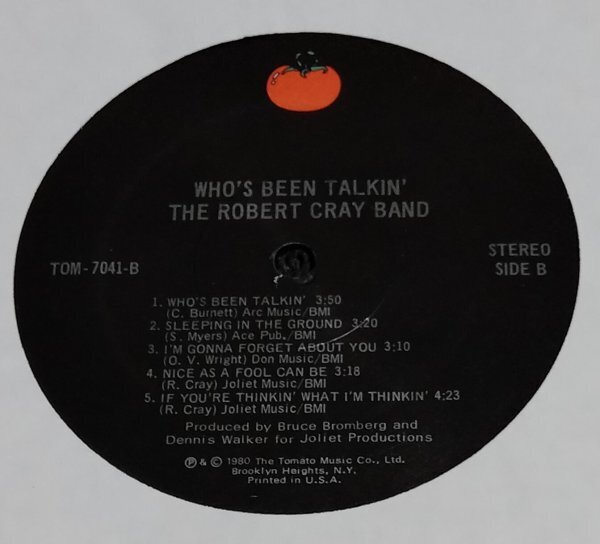 WHO'S BEEN TALKIN'
THE ROBERT CRAY BAND
TOM-7041-B
STEREO
SIDE B
1. WHO'S BEEN TALKIN' 3:50
(C. Burnett) Arc Music/BMI
2. SLEEPING IN THE GROUND 3:20
(S. Myers) Ace Pub./BMI
3. I'M GONNA FORGET ABOUT YOU 3:10
(O. V. Wright) Don Music/BMI
4. NICE AS A FOOL CAN BE 3:18
(R. Cray) Joliet Music/BMI
5. IF YOU'RE THINKIN' WHAT I'M THINKIN' 4:23
(R. Cray) Joliet Music/BMI
Produced by Bruce Bromberg and
Dennis Walker for Joliet Productions
℗ & © 1980 The Tomato Music Co., Ltd.
Brooklyn Heights, N.Y.
Printed in U.S.A.